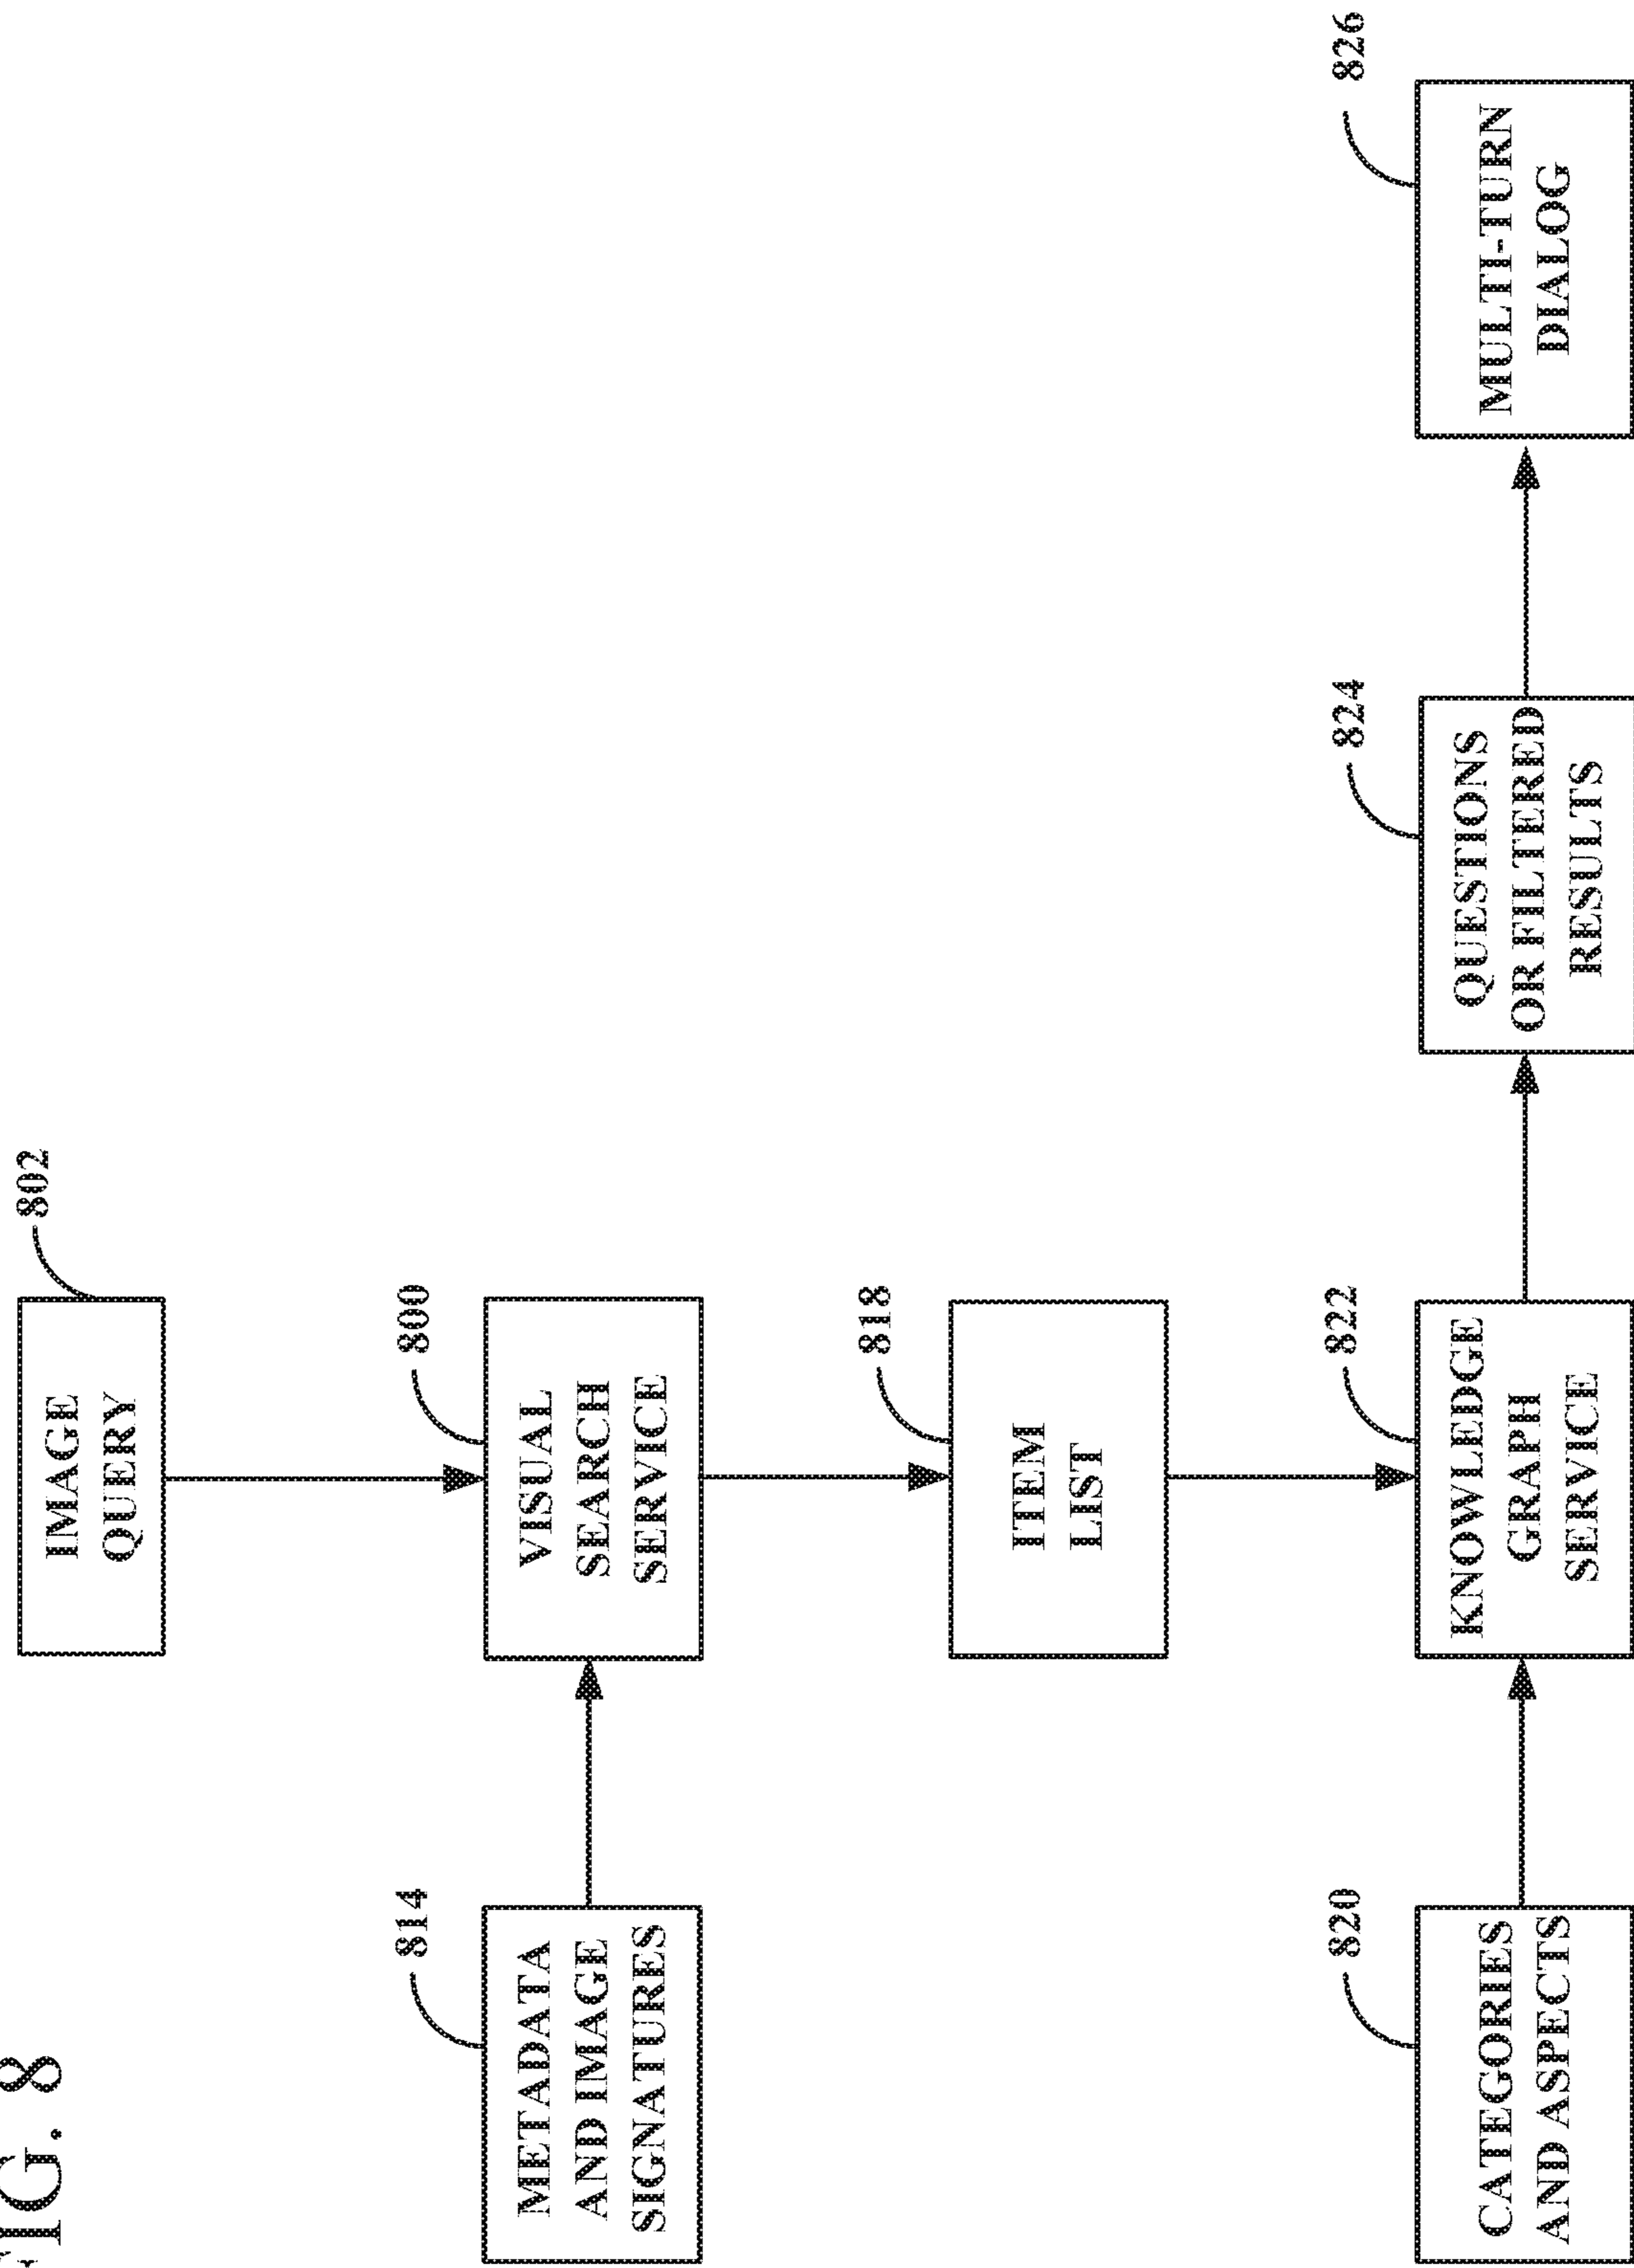 FIG. 8
802
IMAGE
QUERY
814
METADATA
AND IMAGE
SIGNATURES
800
VISUAL
SEARCH
SERVICE
818
ITEM
LIST
820
CATEGORIES
AND ASPECTS
822
KNOWLEDGE
GRAPH
SERVICE
824
QUESTIONS
OR FILTERED
RESULTS
826
MULTI-TURN
DIALOG